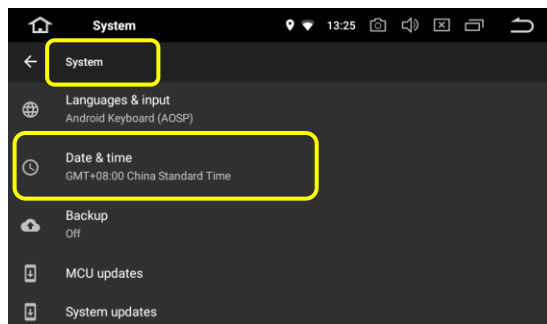 System
13:25
System
Languages & input
Android Keyboard (AOSP)
Date & time
GMT+08:00 China Standard Time
Backup
Off
MCU updates
System updates